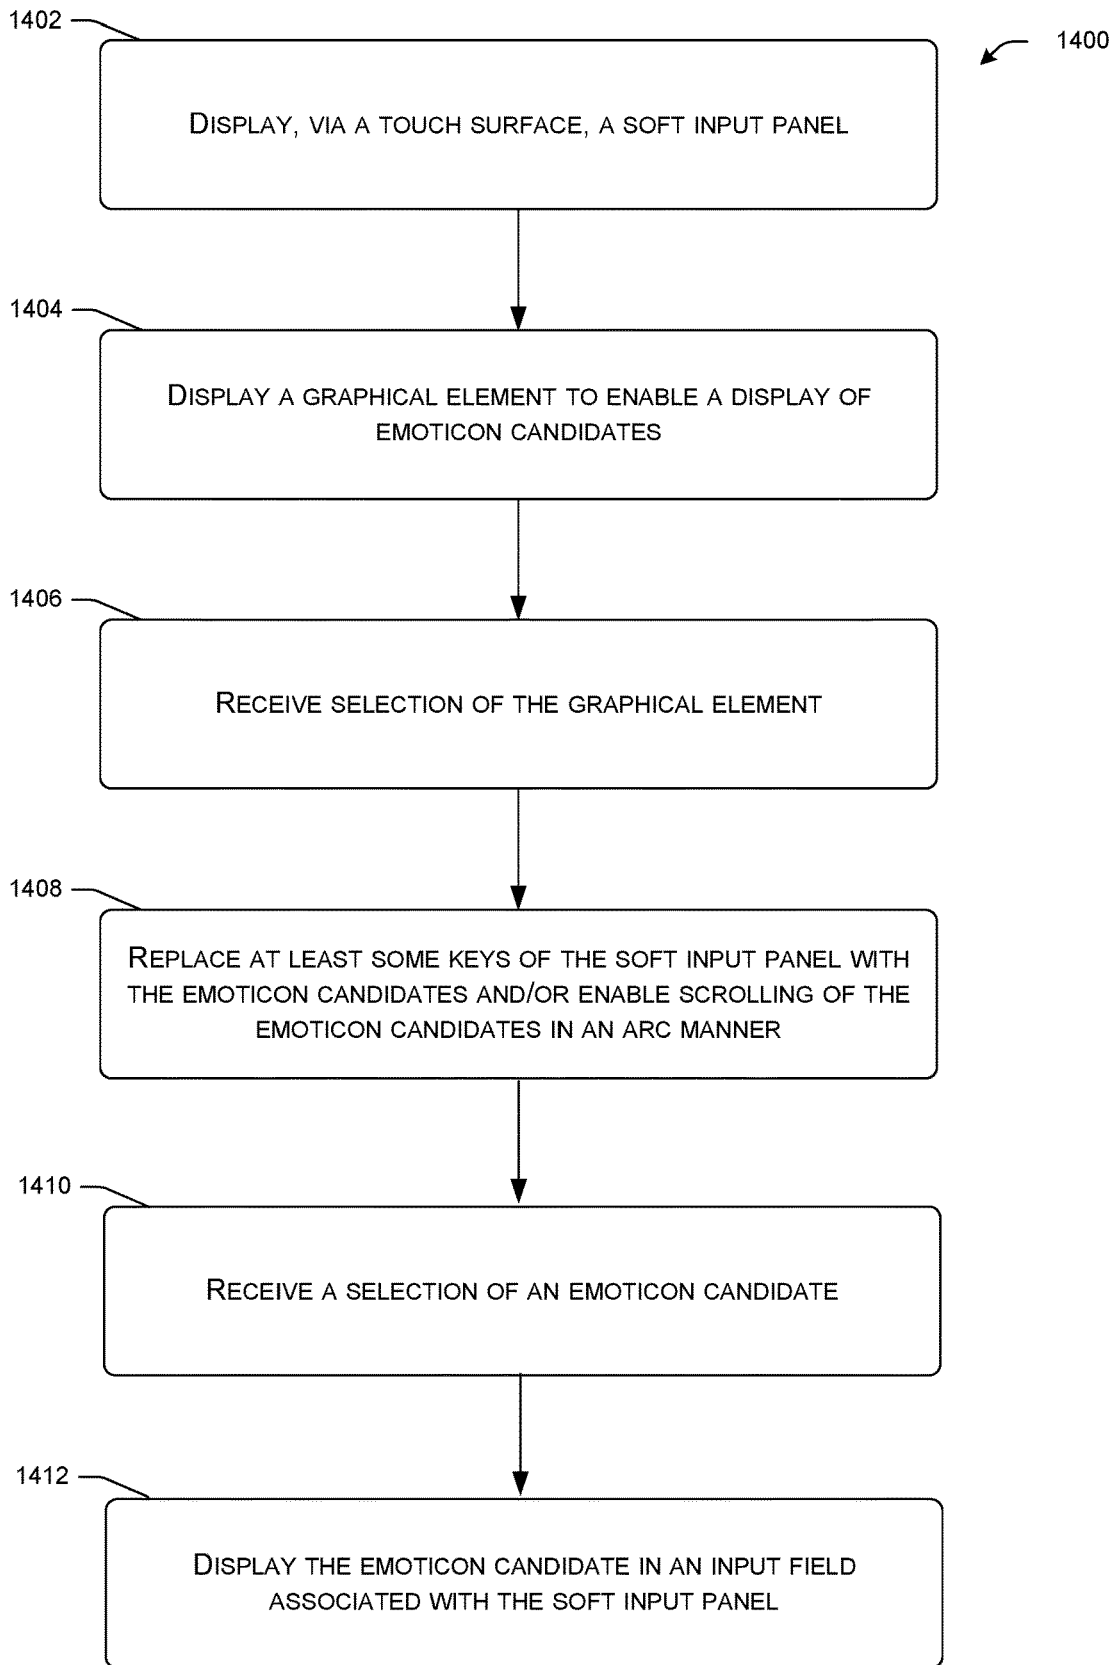 1402
1400
DISPLAY, VIA A TOUCH SURFACE, A SOFT INPUT PANEL
1404
DISPLAY A GRAPHICAL ELEMENT TO ENABLE A DISPLAY OF
EMOTICON CANDIDATES
1406
RECEIVE SELECTION OF THE GRAPHICAL ELEMENT
1408
REPLACE AT LEAST SOME KEYS OF THE SOFT INPUT PANEL WITH
THE EMOTICON CANDIDATES AND/OR ENABLE SCROLLING OF THE
EMOTICON CANDIDATES IN AN ARC MANNER
1410
RECEIVE A SELECTION OF AN EMOTICON CANDIDATE
1412
DISPLAY THE EMOTICON CANDIDATE IN AN INPUT FIELD
ASSOCIATED WITH THE SOFT INPUT PANEL